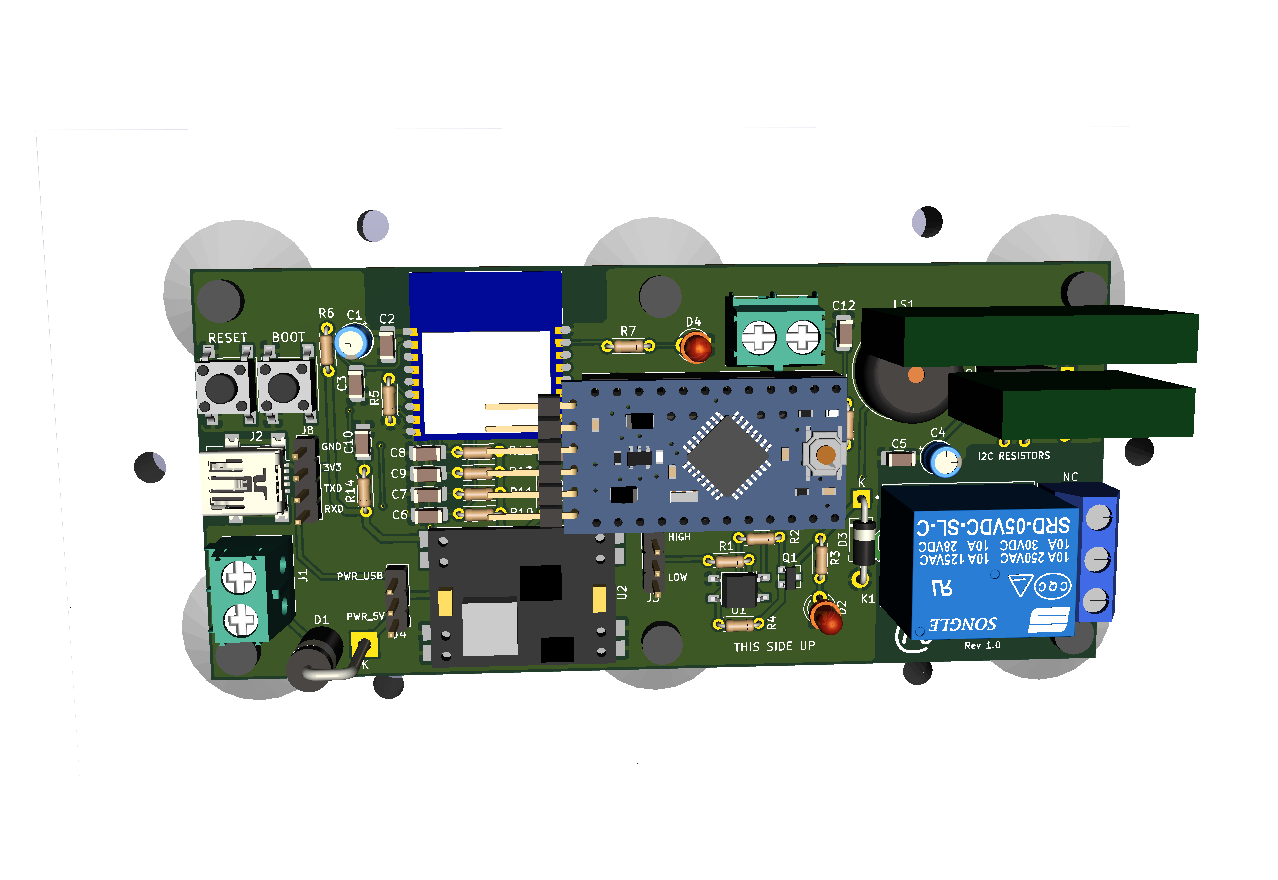 R6
C1
C2
RESET
BOOT
R7
D4
C12
LS1
C3
R5
J2
J8
GND
3V3
TXD
RXD
C10
R14
C8
C9
C7
C6
C5
C4
I2C RESISTORS
K
NC
HIGH
LOW
J3
R2
R1
R3
Q1
D3
K1
U1
R4
D2
SRD-05VDC-SL-C
10A 250VAC 10A 125VAC
10A 30VDC 10A 28VDC
CQC
SONGLE
J1
PWR_USB
PWR_5V
J4
U2
D1
K
THIS SIDE UP
Rev 1.0